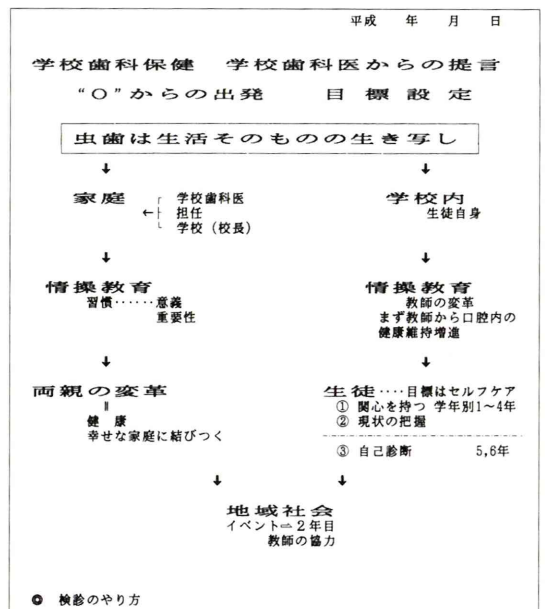 平成　年　月　日
学校歯科保健　学校歯科医からの提言
“０”からの出発　目標設定
虫歯は生活そのものの生き写し
↓　↓
家庭　←　学校歯科医
担任
学校（校長）
学校内
生徒自身
↓　↓
情操教育
習慣……意義
重要性
情操教育
教師の変革
まず教師から口腔内の
健康維持増進
↓　↓
両親の変革
॥
健　康
幸せな家庭に結びつく
生徒‥‥目標はセルフケア
① 関心を持つ 学年別1～4年
② 現状の把握
③ 自己診断　5,6年
↓　↓
地域社会
イベント＝２年目
教師の協力
◎ 検診のやり方